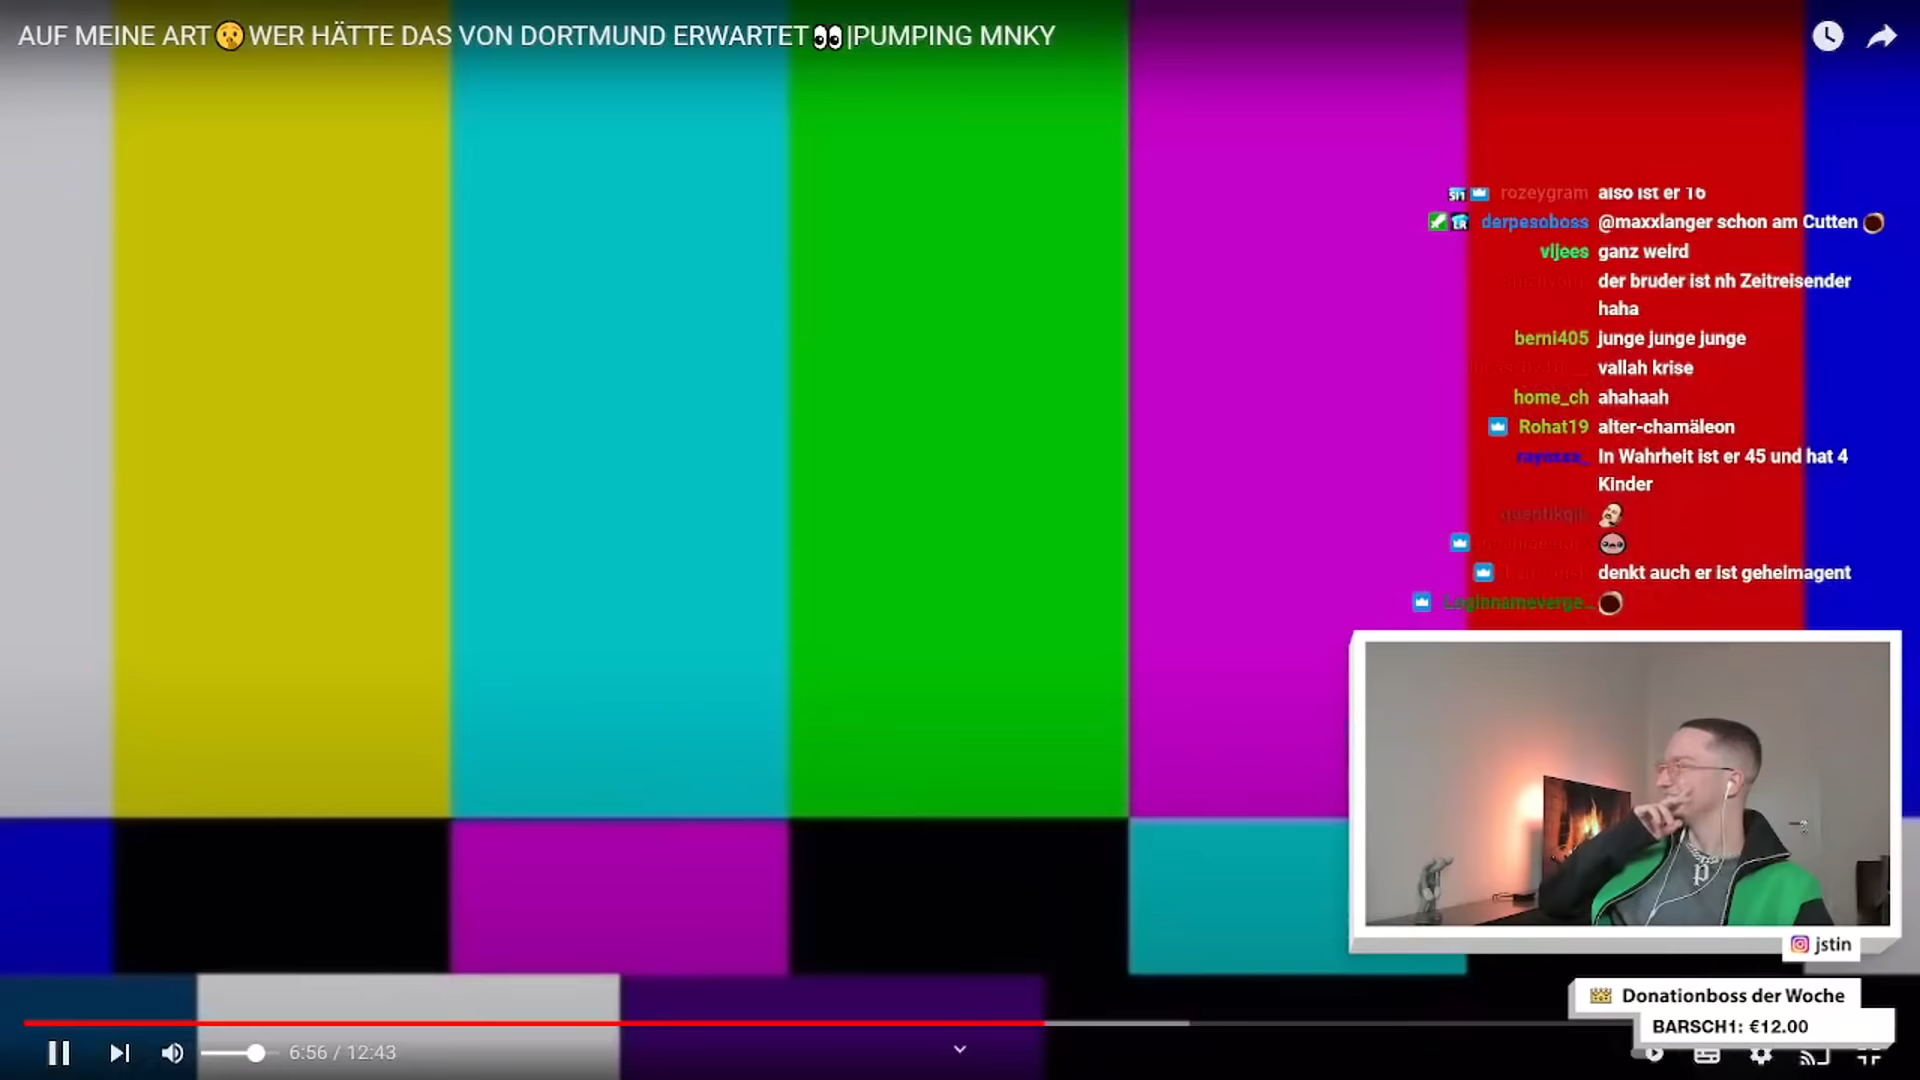 AUF MEINE ART🤫WER HÄTTE DAS VON DORTMUND ERWARTET👀|PUMPING MNKY
rozeygram also ist er 16
derpesoboss @maxxlanger schon am Cutten
vljees ganz weird
der bruder ist nh Zeitreisender
haha
berni405 junge junge junge
vallah krise
home_ch ahahaah
Rohat19 alter-chamäleon
In Wahrheit ist er 45 und hat 4
Kinder
denkt auch er ist geheimagent
Loginnameverge...
jstin
Donationboss der Woche
BARSCH1: €12.00
6:56 / 12:43